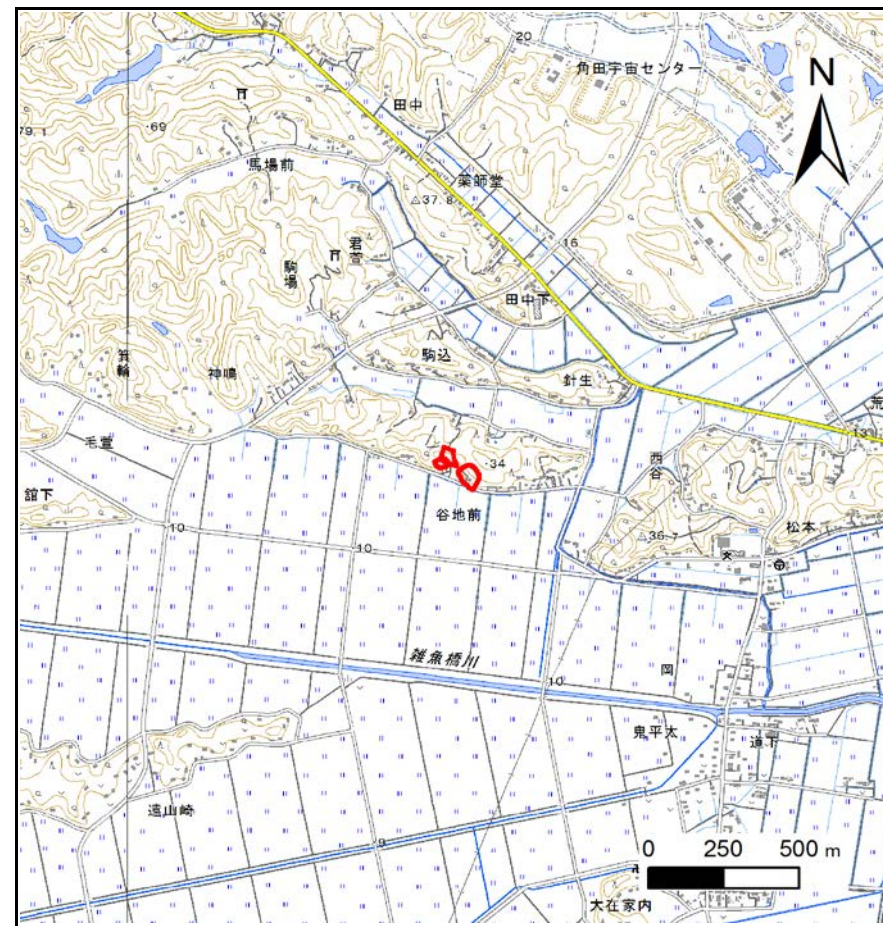 20
角田宇宙センター
N
田中
79.1
69
馬場前
薬師堂
△37.8
君萱
駒場
16
田中下
箕輪
神鳴
駒込
針生
荒
13
毛萱
西谷
34
舘下
谷地前
10
10
△36.7
松本
雑魚橋川
10
岡
鬼平太
道下
遠山崎
9
0 250 500 m
大在家内